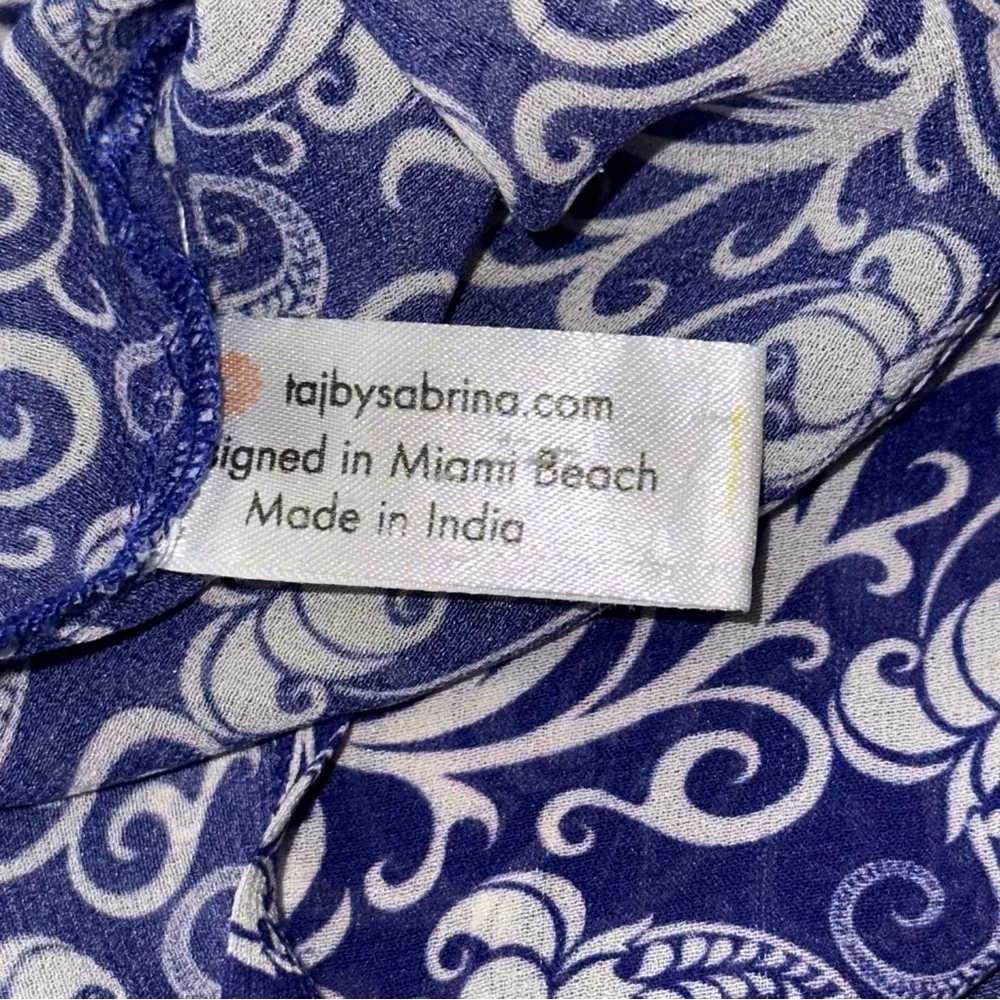 tajbysabrina.com
signed in Miami Beach
Made in India